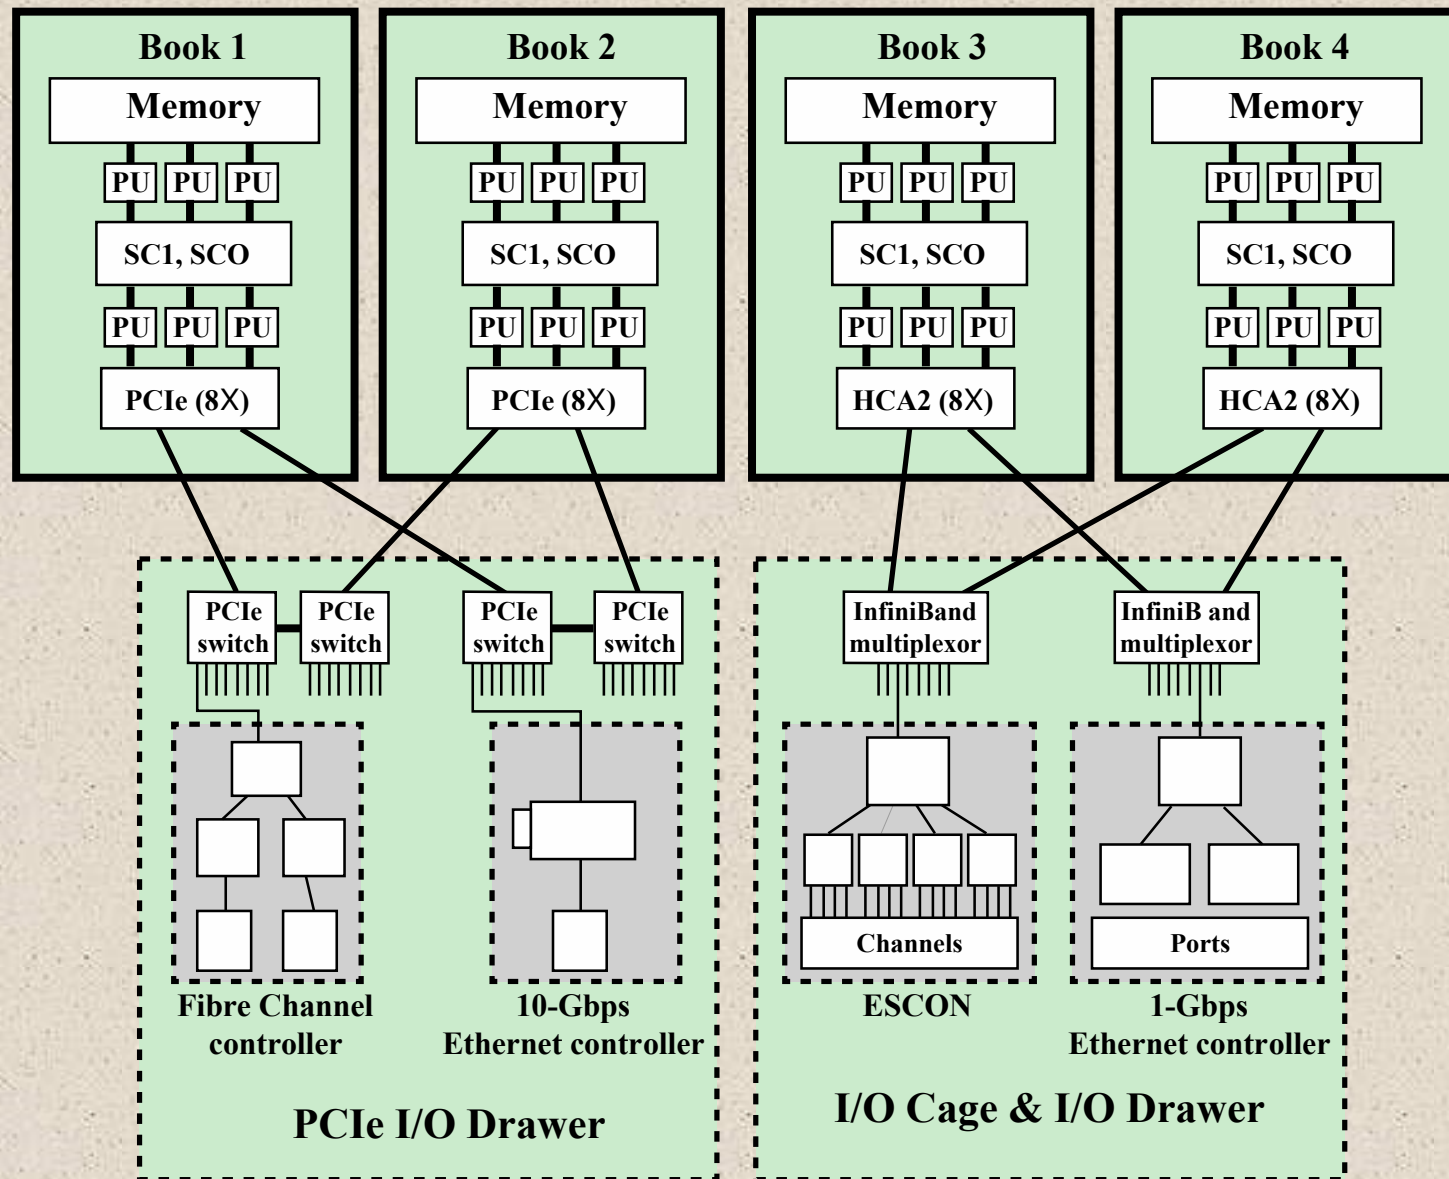 Book 1
Memory
PU PU PU
SC1, SCO
PU PU PU
PCIe (8X)
Book 2
Memory
PU PU PU
SC1, SCO
PU PU PU
PCIe (8X)
Book 3
Memory
PU PU PU
SC1, SCO
PU PU PU
HCA2 (8X)
Book 4
Memory
PU PU PU
SC1, SCO
PU PU PU
HCA2 (8X)
PCIe
switch
PCIe
switch
PCIe
switch
PCIe
switch
Fibre Channel
controller
10-Gbps
Ethernet controller
PCIe I/O Drawer
InfiniBand
multiplexor
InfiniB and
multiplexor
Channels
ESCON
Ports
1-Gbps
Ethernet controller
I/O Cage & I/O Drawer